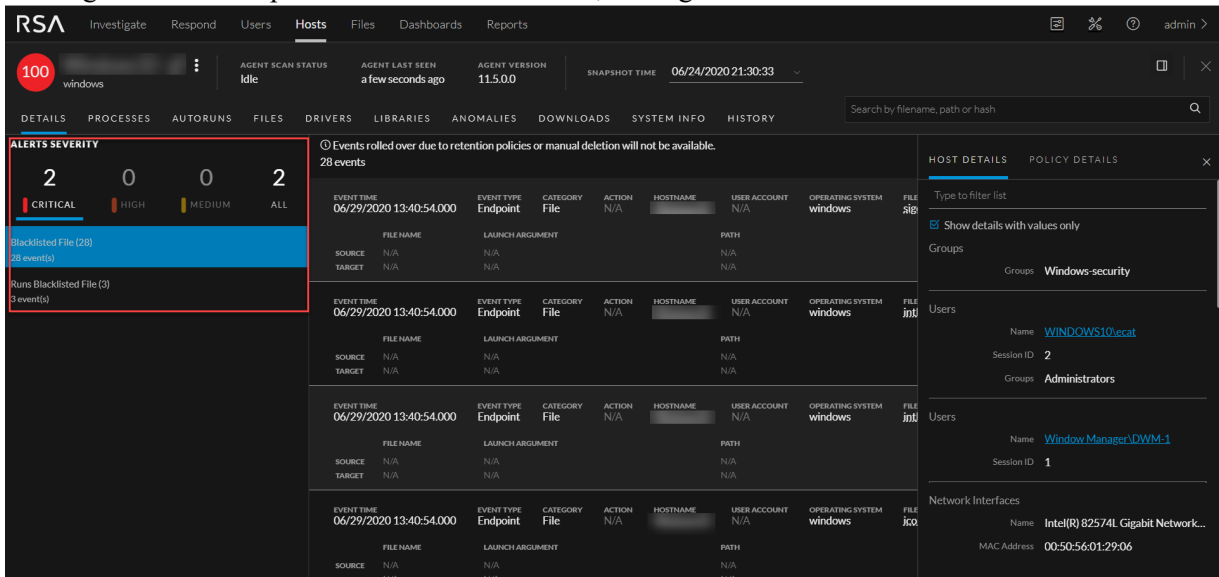 RSA Investigate Respond Users Hosts Files Dashboards Reports admin >
100 windows
AGENT SCAN STATUS AGENT LAST SEEN AGENT VERSION
Idle a few seconds ago 11.5.0.0
SNAPSHOT TIME 06/24/2020 21:30:33
DETAILS PROCESSES AUTORUNS FILES DRIVERS LIBRARIES ANOMALIES DOWNLOADS SYSTEM INFO HISTORY
Search by filename, path or hash
ALERTS SEVERITY
2 0 0 2
CRITICAL HIGH MEDIUM ALL
Blacklisted File (28)
28 event(s)
Runs Blacklisted File (3)
3 event(s)
Events rolled over due to retention policies or manual deletion will not be available.
28 events
EVENT TIME EVENT TYPE CATEGORY ACTION HOSTNAME USER ACCOUNT OPERATING SYSTEM FILE
06/29/2020 13:40:54.000 Endpoint File N/A N/A windows sig
FILE NAME LAUNCH ARGUMENT PATH
SOURCE N/A N/A N/A
TARGET N/A N/A N/A
EVENT TIME EVENT TYPE CATEGORY ACTION HOSTNAME USER ACCOUNT OPERATING SYSTEM FILE
06/29/2020 13:40:54.000 Endpoint File N/A N/A windows
FILE NAME LAUNCH ARGUMENT PATH
SOURCE N/A N/A N/A
TARGET N/A N/A N/A
EVENT TIME EVENT TYPE CATEGORY ACTION HOSTNAME USER ACCOUNT OPERATING SYSTEM FILE
06/29/2020 13:40:54.000 Endpoint File N/A N/A windows
FILE NAME LAUNCH ARGUMENT PATH
SOURCE N/A N/A N/A
TARGET N/A N/A N/A
EVENT TIME EVENT TYPE CATEGORY ACTION HOSTNAME USER ACCOUNT OPERATING SYSTEM FILE
06/29/2020 13:40:54.000 Endpoint File N/A N/A windows jco
FILE NAME LAUNCH ARGUMENT PATH
SOURCE N/A N/A N/A
HOST DETAILS POLICY DETAILS
Type to filter list
Show details with values only
Groups
Groups Windows-security
Users
Name WINDOWS10\ecat
Session ID 2
Groups Administrators
Users
Name Window Manager\DWM-1
Session ID 1
Network Interfaces
Name Intel(R) 82574L Gigabit Network...
MAC Address 00:50:56:01:29:06